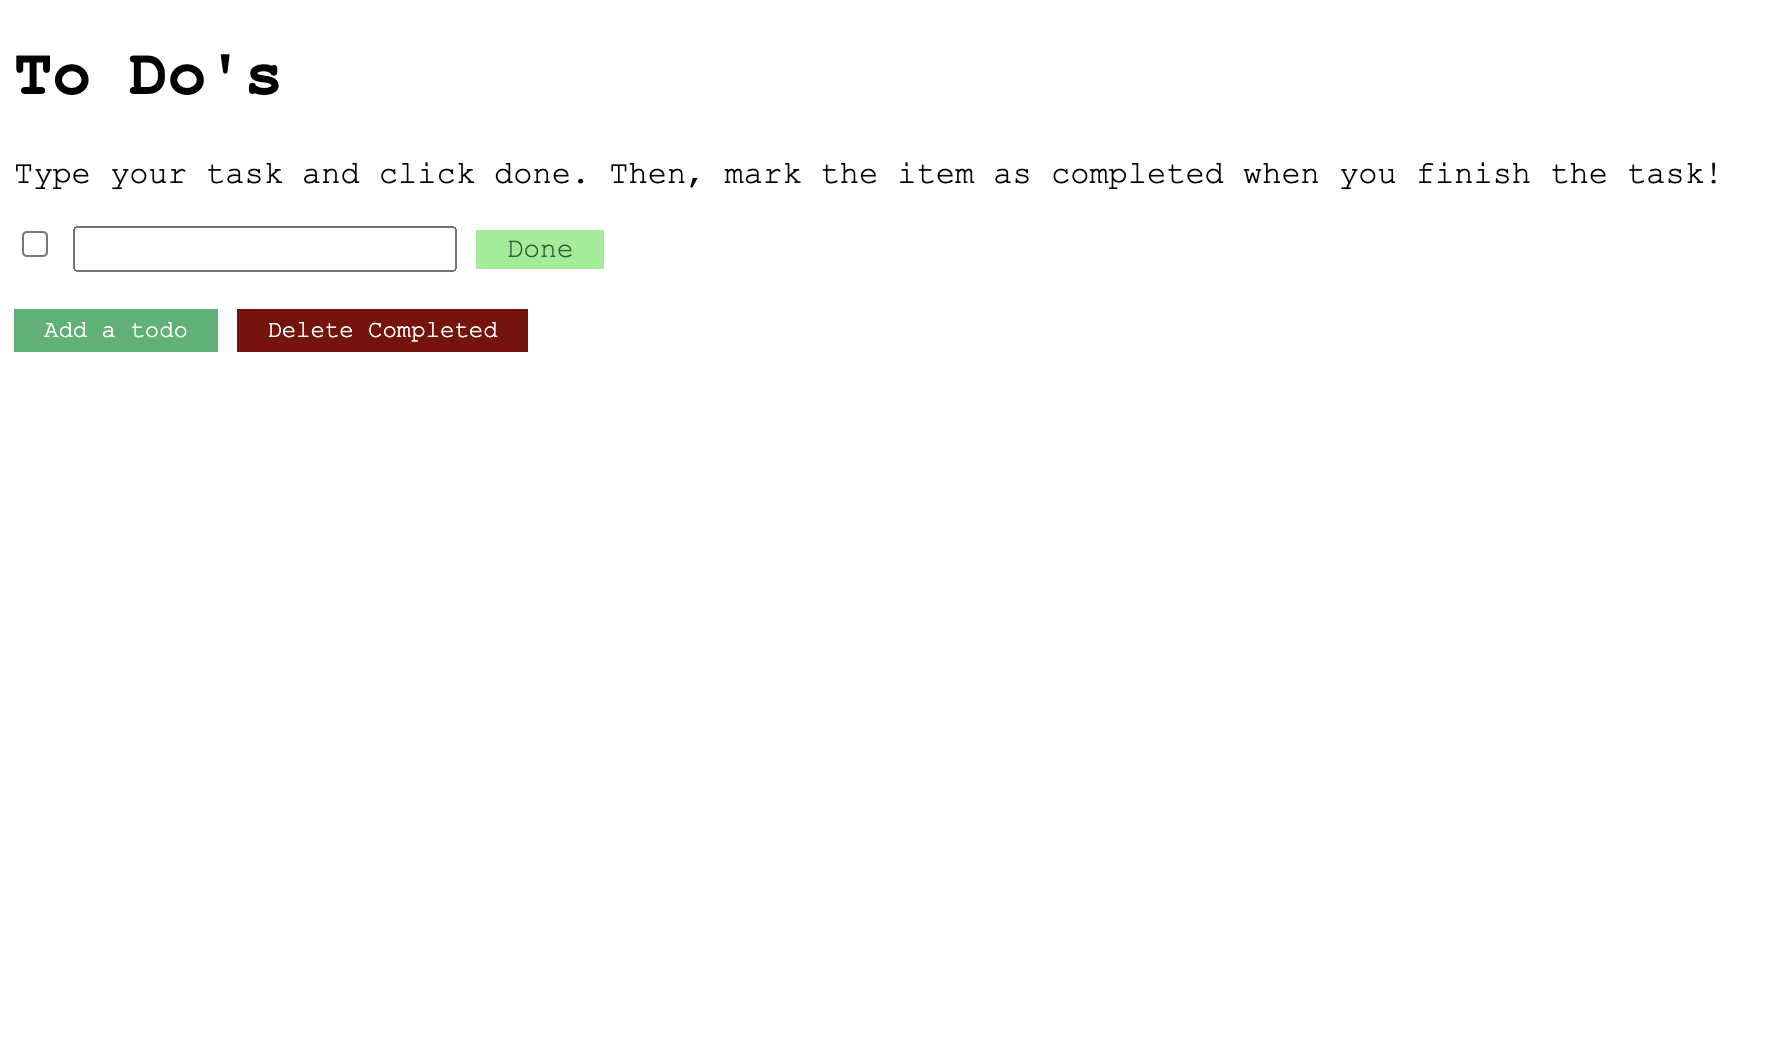 To Do's
Type your task and click done. Then, mark the item as completed when you finish the task!
Done
Add a todo Delete Completed